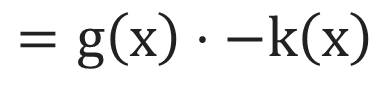 = g(x) · −k(x)